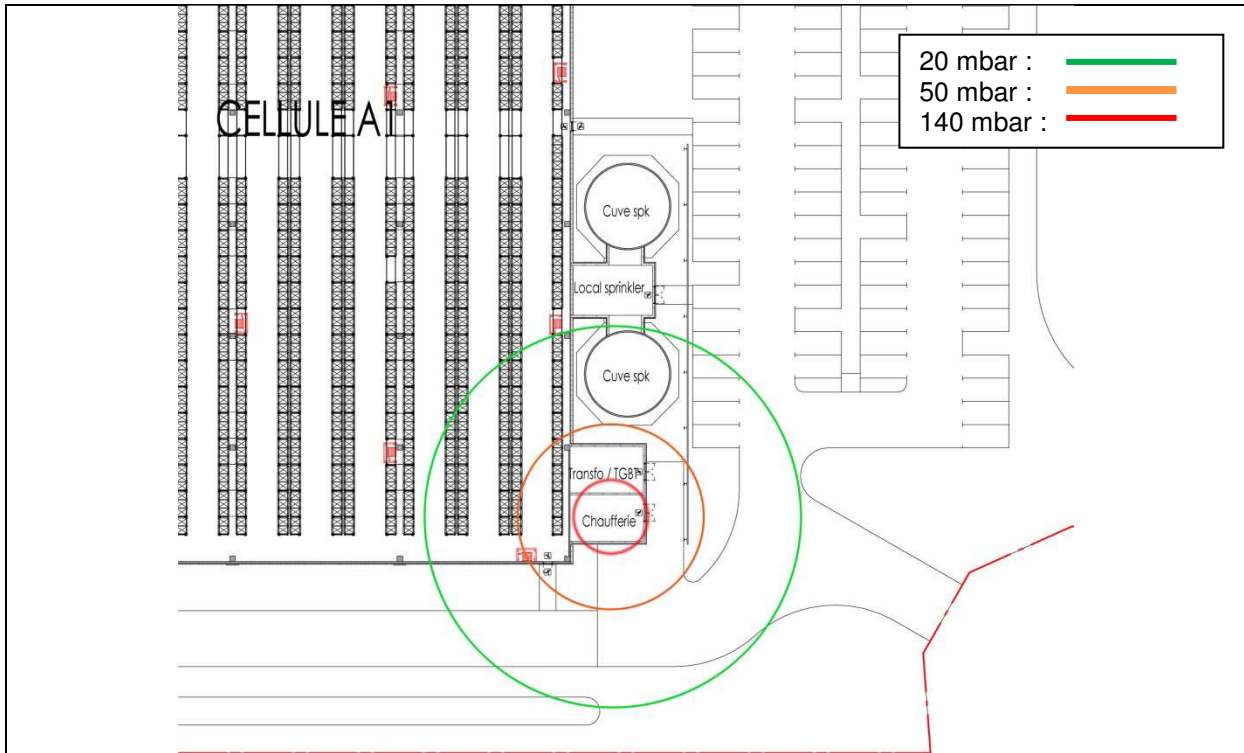 20 mbar :
50 mbar :
140 mbar :
CELLULE A1
Cuve spk
Local sprinkler
Cuve spk
Transfo / TGBT
Chaufferie